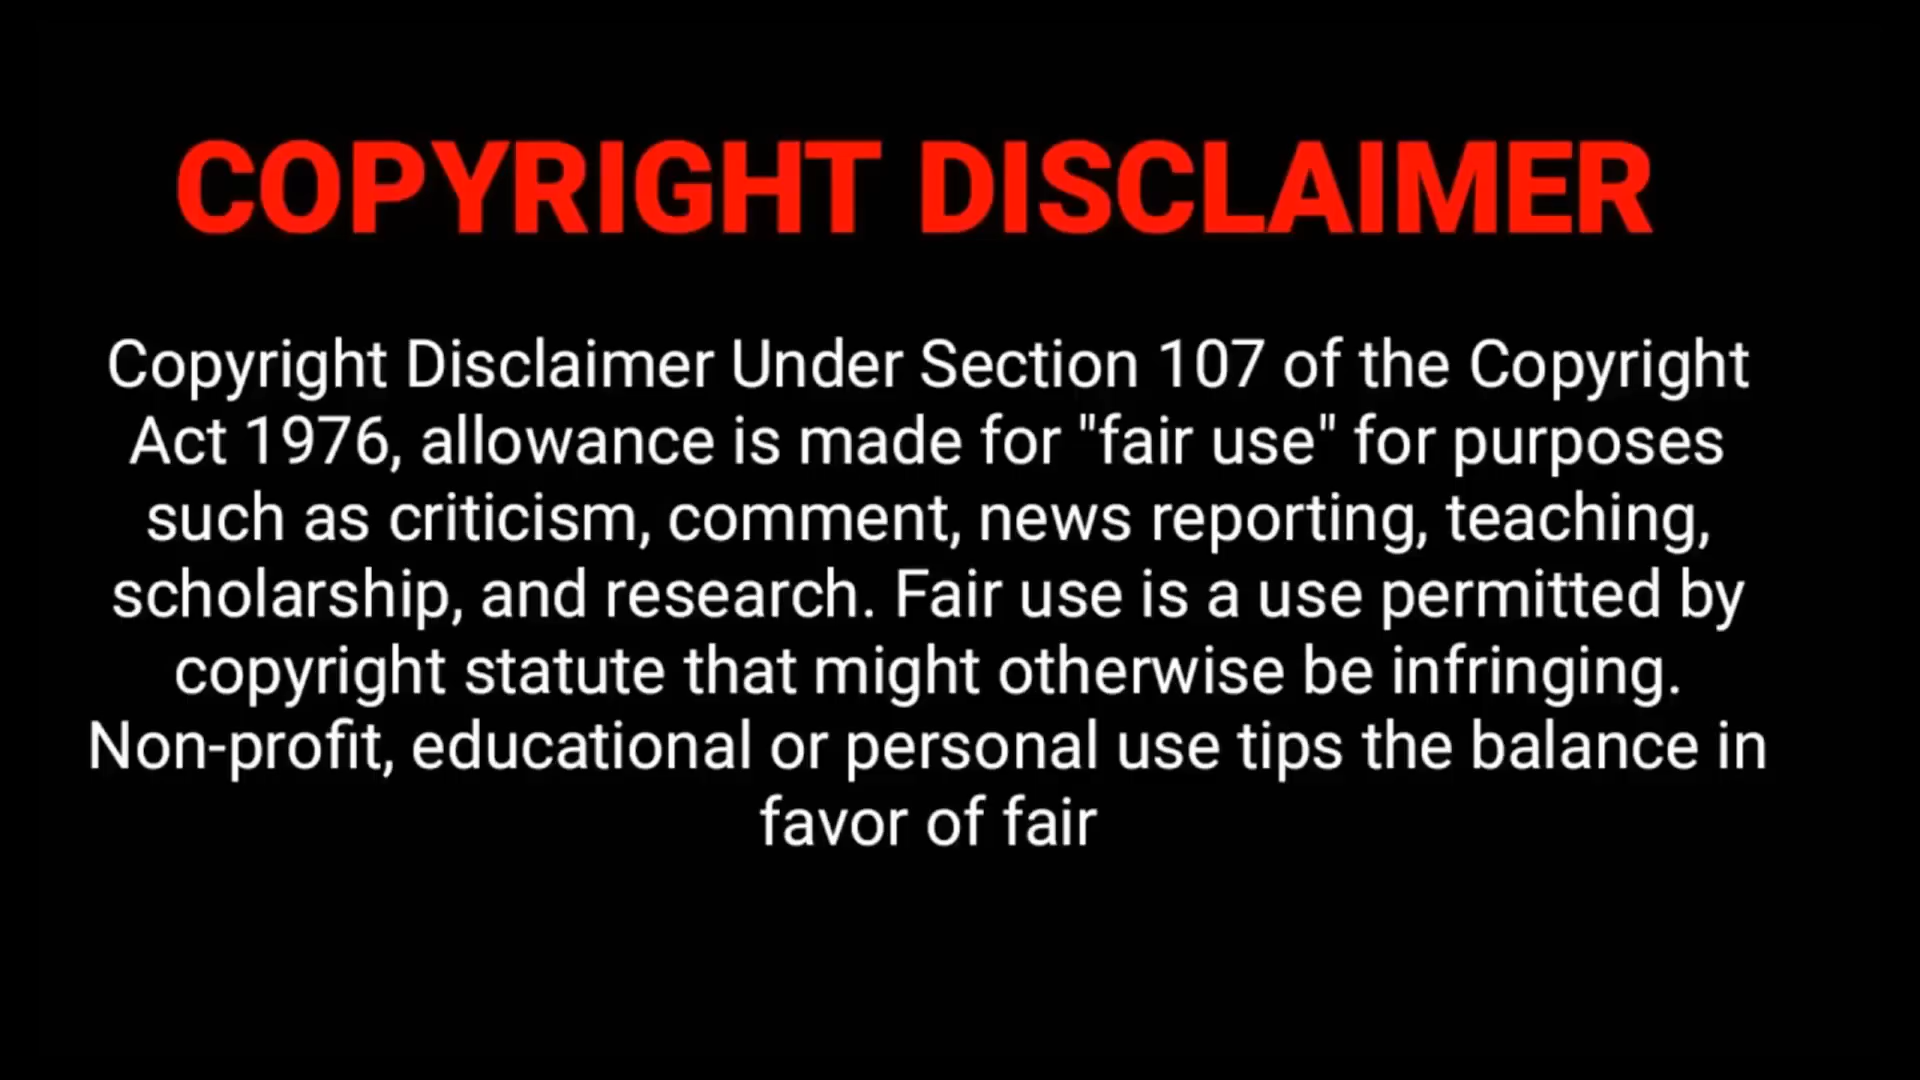 COPYRIGHT DISCLAIMER
Copyright Disclaimer Under Section 107 of the Copyright
Act 1976, allowance is made for "fair use" for purposes
such as criticism, comment, news reporting, teaching,
scholarship, and research. Fair use is a use permitted by
copyright statute that might otherwise be infringing.
Non-profit, educational or personal use tips the balance in
favor of fair